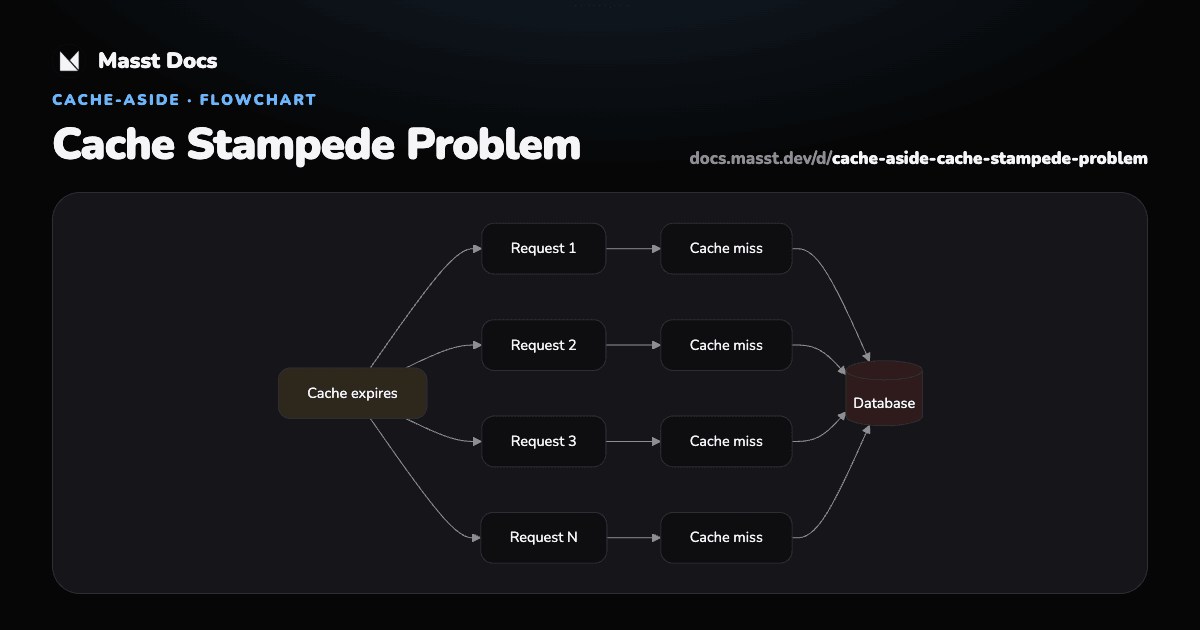 Masst Docs
CACHE-ASIDE · FLOWCHART
Cache Stampede Problem
docs.masst.dev/d/cache-aside-cache-stampede-problem
Request 1
Cache miss
Request 2
Cache miss
Cache expires
Database
Request 3
Cache miss
Request N
Cache miss